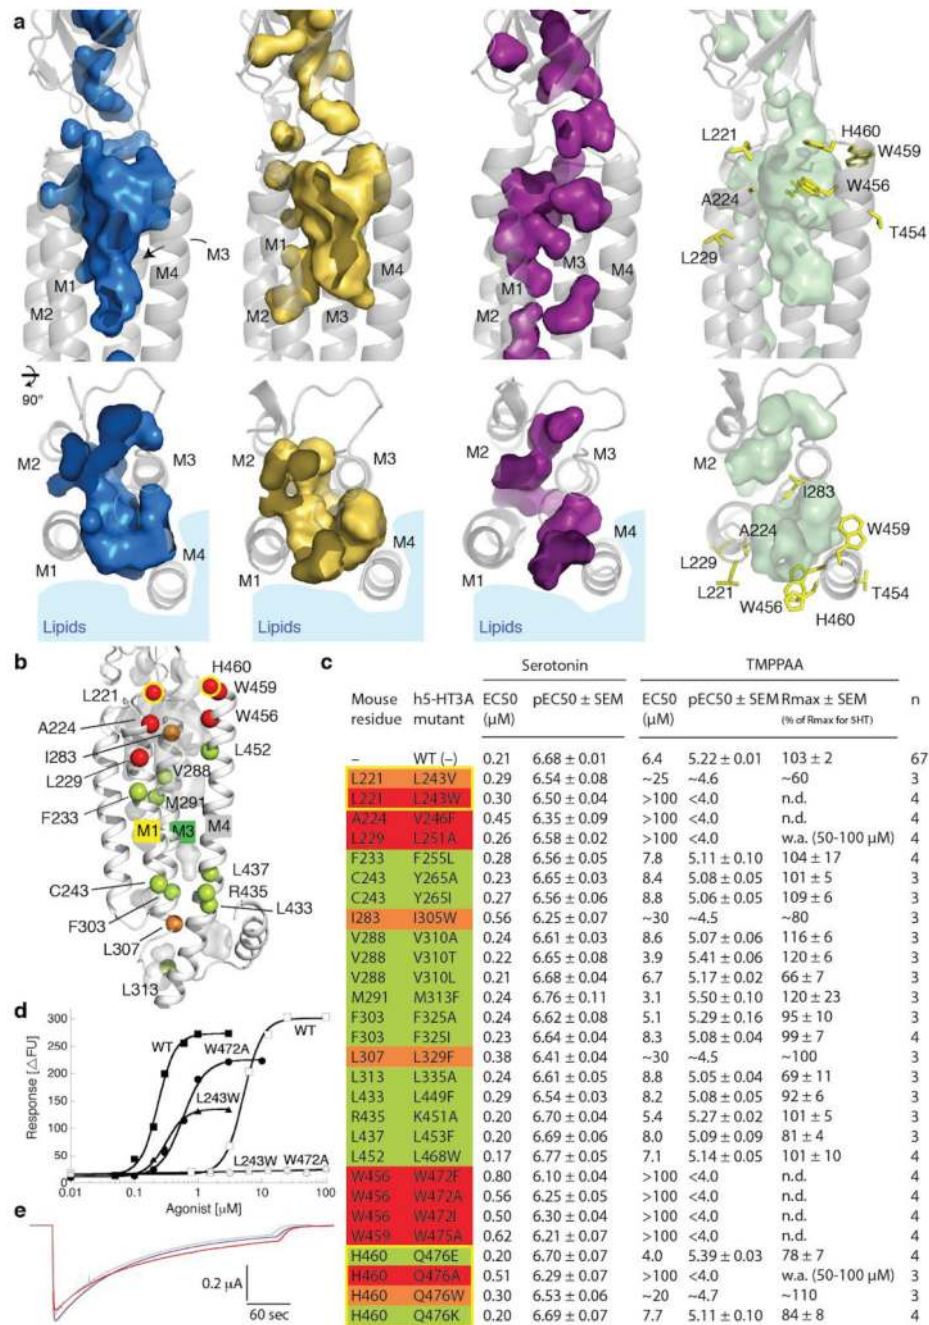 a
L221
H460
W459
W456
A224
T454
L229
M1
M2
M4
M3
M1
M2
M3
M4
M1
M2
M3
M4
90°
M2
M3
M1
M4
Lipids
M2
M3
M1
M4
Lipids
M2
M3
M1
M4
Lipids
M2
I283
A224
W459
L229
L221
W456
H460
T454
b
H460
L221
W459
A224
W456
I283
L452
L229
V288
F233
M291
M1
M3
M4
C243
L437
R435
F303
L433
L307
L313
c
Serotonin TMPPAA
Mouse residue h5-HT3A mutant EC50 (µM) pEC50 ± SEM EC50 (µM) pEC50 ± SEM Rmax ± SEM (% of Rmax for 5HT) n
– WT (–) 0.21 6.68 ± 0.01 6.4 5.22 ± 0.01 103 ± 2 67
L221 L243V 0.29 6.54 ± 0.08 ~25 ~4.6 ~60 3
L221 L243W 0.30 6.50 ± 0.04 >100 <4.0 n.d. 4
A224 V246F 0.45 6.35 ± 0.09 >100 <4.0 n.d. 4
L229 L251A 0.26 6.58 ± 0.02 >100 <4.0 w.a. (50-100 µM) 4
F233 F255L 0.28 6.56 ± 0.05 7.8 5.11 ± 0.10 104 ± 17 4
C243 Y265A 0.23 6.65 ± 0.03 8.4 5.08 ± 0.05 101 ± 5 3
C243 Y265I 0.27 6.56 ± 0.06 8.8 5.06 ± 0.05 109 ± 6 3
I283 I305W 0.56 6.25 ± 0.07 ~30 ~4.5 ~80 3
V288 V310A 0.24 6.61 ± 0.03 8.6 5.07 ± 0.06 116 ± 6 3
V288 V310T 0.22 6.65 ± 0.08 3.9 5.41 ± 0.06 120 ± 6 3
V288 V310L 0.21 6.68 ± 0.04 6.7 5.17 ± 0.02 66 ± 7 3
M291 M313F 0.24 6.76 ± 0.11 3.1 5.50 ± 0.10 120 ± 23 3
F303 F325A 0.24 6.62 ± 0.08 5.1 5.29 ± 0.16 95 ± 10 3
F303 F325I 0.23 6.64 ± 0.04 8.3 5.08 ± 0.04 99 ± 7 4
L307 L329F 0.38 6.41 ± 0.04 ~30 ~4.5 ~100 3
L313 L335A 0.24 6.61 ± 0.05 8.8 5.05 ± 0.04 69 ± 11 3
L433 L449F 0.29 6.54 ± 0.03 8.2 5.08 ± 0.05 92 ± 6 3
R435 K451A 0.20 6.70 ± 0.04 5.4 5.27 ± 0.02 101 ± 5 3
L437 L453F 0.20 6.69 ± 0.06 8.0 5.09 ± 0.09 81 ± 4 3
L452 L468W 0.17 6.77 ± 0.05 7.1 5.14 ± 0.05 101 ± 10 4
W456 W472F 0.80 6.10 ± 0.04 >100 <4.0 n.d. 4
W456 W472A 0.56 6.25 ± 0.05 >100 <4.0 n.d. 4
W456 W472I 0.50 6.30 ± 0.04 >100 <4.0 n.d. 4
W459 W475A 0.62 6.21 ± 0.07 >100 <4.0 n.d. 4
H460 Q476E 0.20 6.70 ± 0.07 4.0 5.39 ± 0.03 78 ± 7 4
H460 Q476A 0.51 6.29 ± 0.07 >100 <4.0 w.a. (50-100 µM) 3
H460 Q476W 0.30 6.53 ± 0.06 ~20 ~4.7 ~110 3
H460 Q476K 0.20 6.69 ± 0.07 7.7 5.11 ± 0.10 84 ± 8 4
d
Response [△FU]
300
250
200
150
100
50
0
WT
W472A
WT
L243W
L243W W472A
0.01 0.1 1 10 100
Agonist [µM]
e
0.2 µA
60 sec